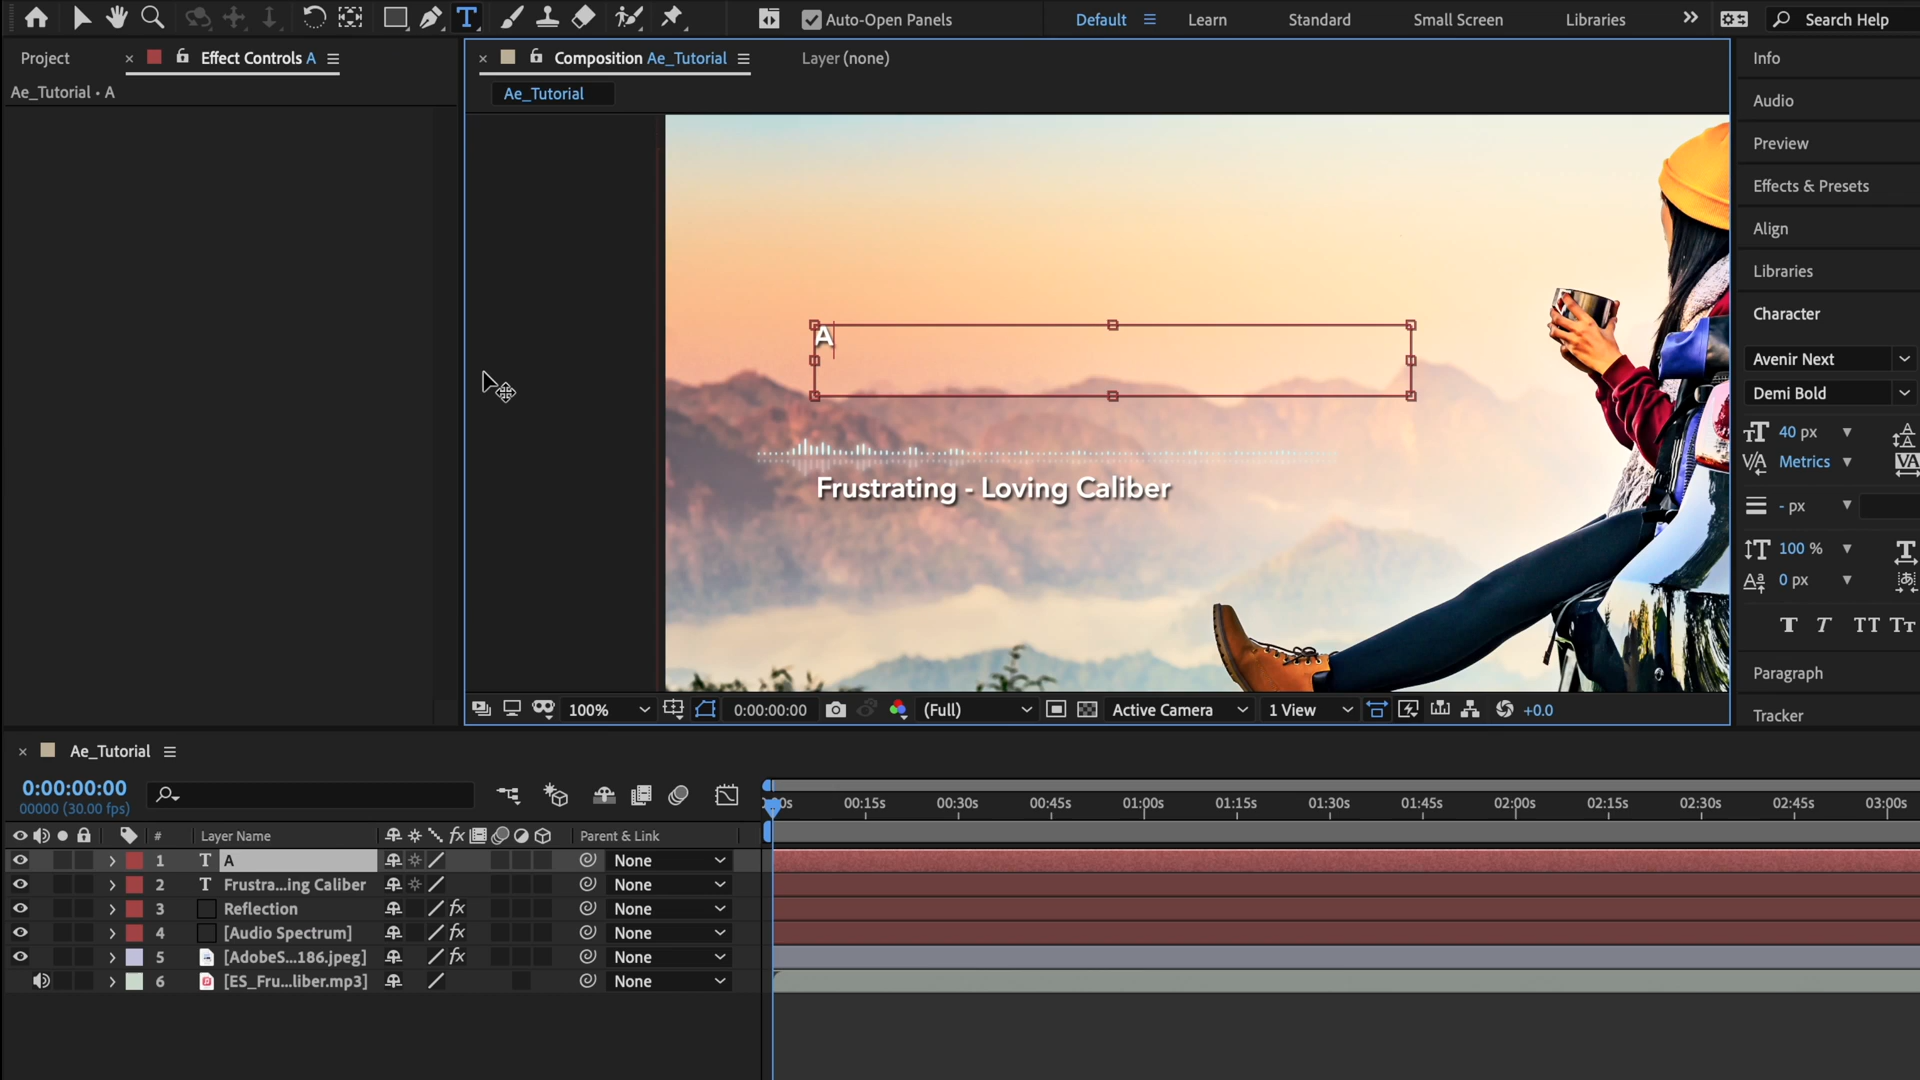 Auto-Open Panels
Default
Learn
Standard
Small Screen
Libraries
Search Help
Project
Effect Controls A
Composition Ae_Tutorial
Layer (none)
Ae_Tutorial • A
Ae_Tutorial
A
Frustrating - Loving Caliber
Info
Audio
Preview
Effects & Presets
Align
Libraries
Character
Avenir Next
Demi Bold
40 px
Metrics
- px
100 %
0 px
Paragraph
Tracker
100%
0:00:00:00
(Full)
Active Camera
1 View
+0.0
Ae_Tutorial
0:00:00:00
00000 (30.00 fps)
00:15s
00:30s
00:45s
01:00s
01:15s
01:30s
01:45s
02:00s
02:15s
02:30s
02:45s
03:00s
#
Layer Name
Parent & Link
1 T A None
2 T Frustra...ing Caliber None
3 Reflection fx None
4 [Audio Spectrum] fx None
5 [AdobeS...186.jpeg] fx None
6 [ES_Fru...liber.mp3] None